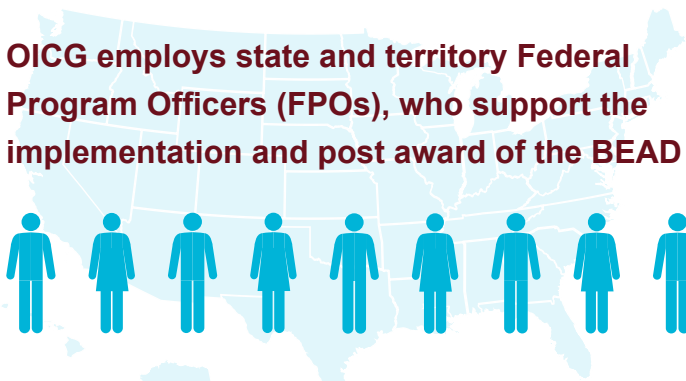 OICG employs state and territory Federal
Program Officers (FPOs), who support the
implementation and post award of the BEAD